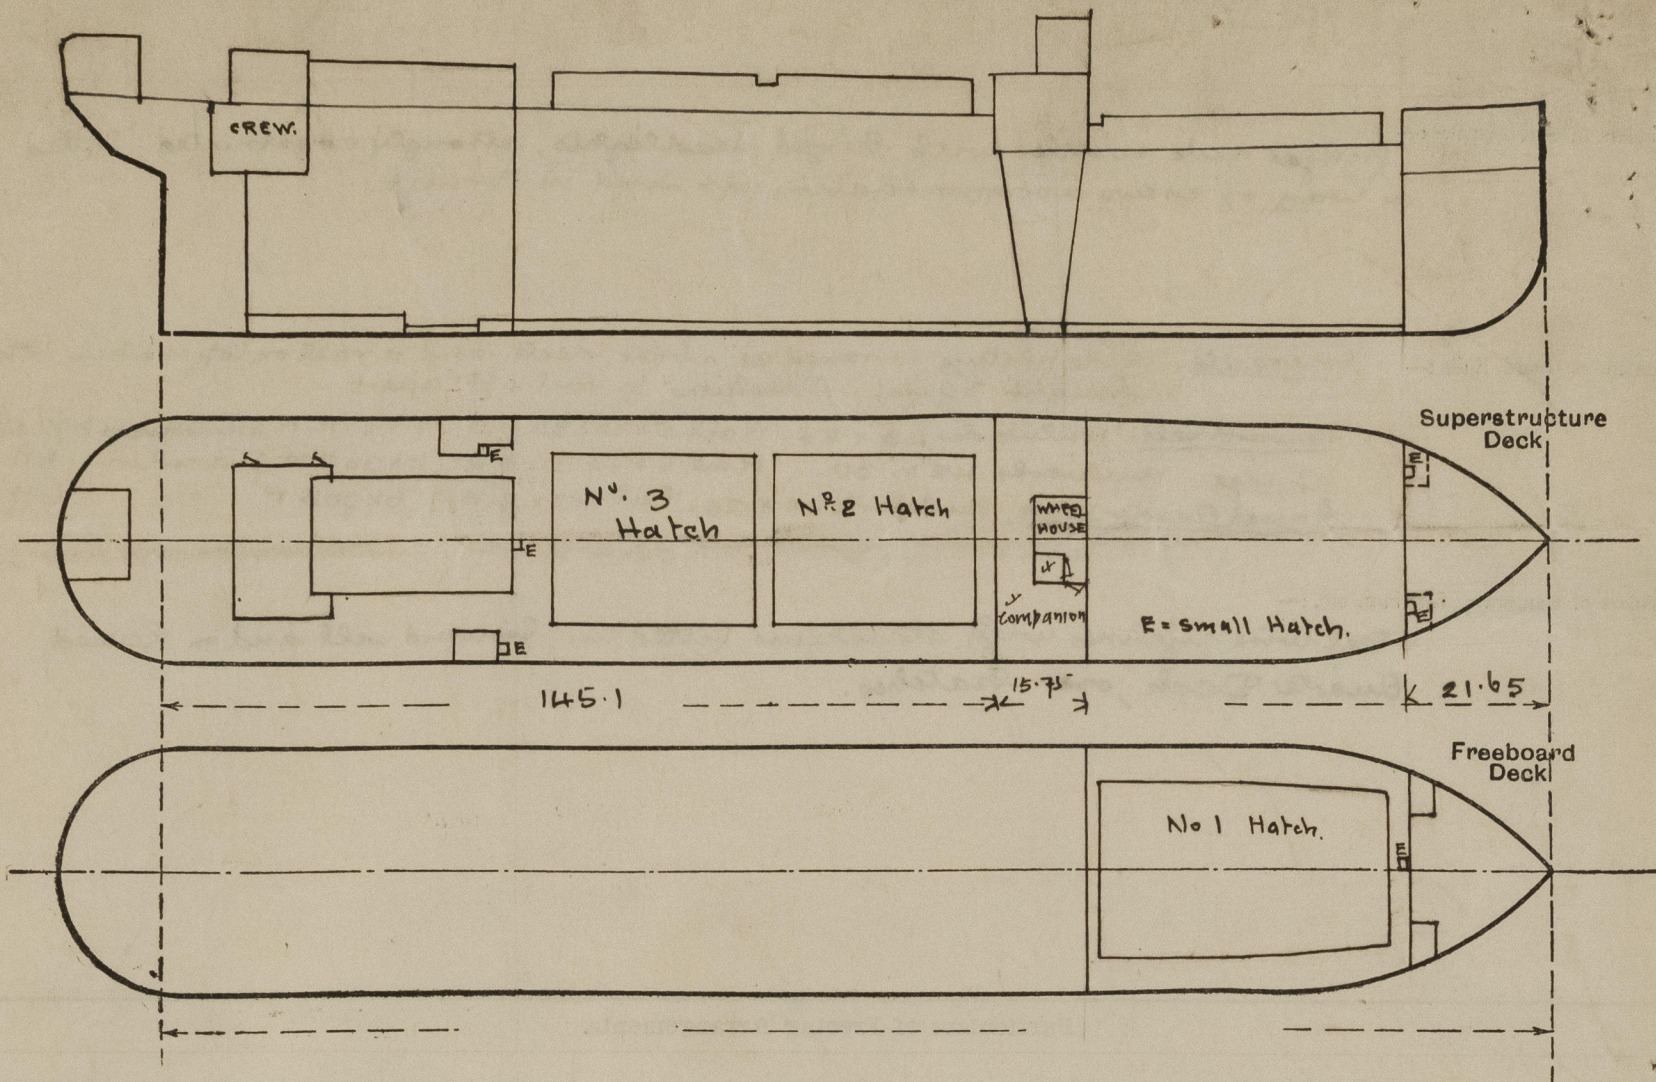 CREW.
Superstructure
Deck
E
E
Nº. 3
Hatch
Nº 2 Hatch
WHEEL
HOUSE
E
E
Companion
E = small Hatch.
E
145.1
15.75
21.65
Freeboard
Deck
No 1 Hatch.
E